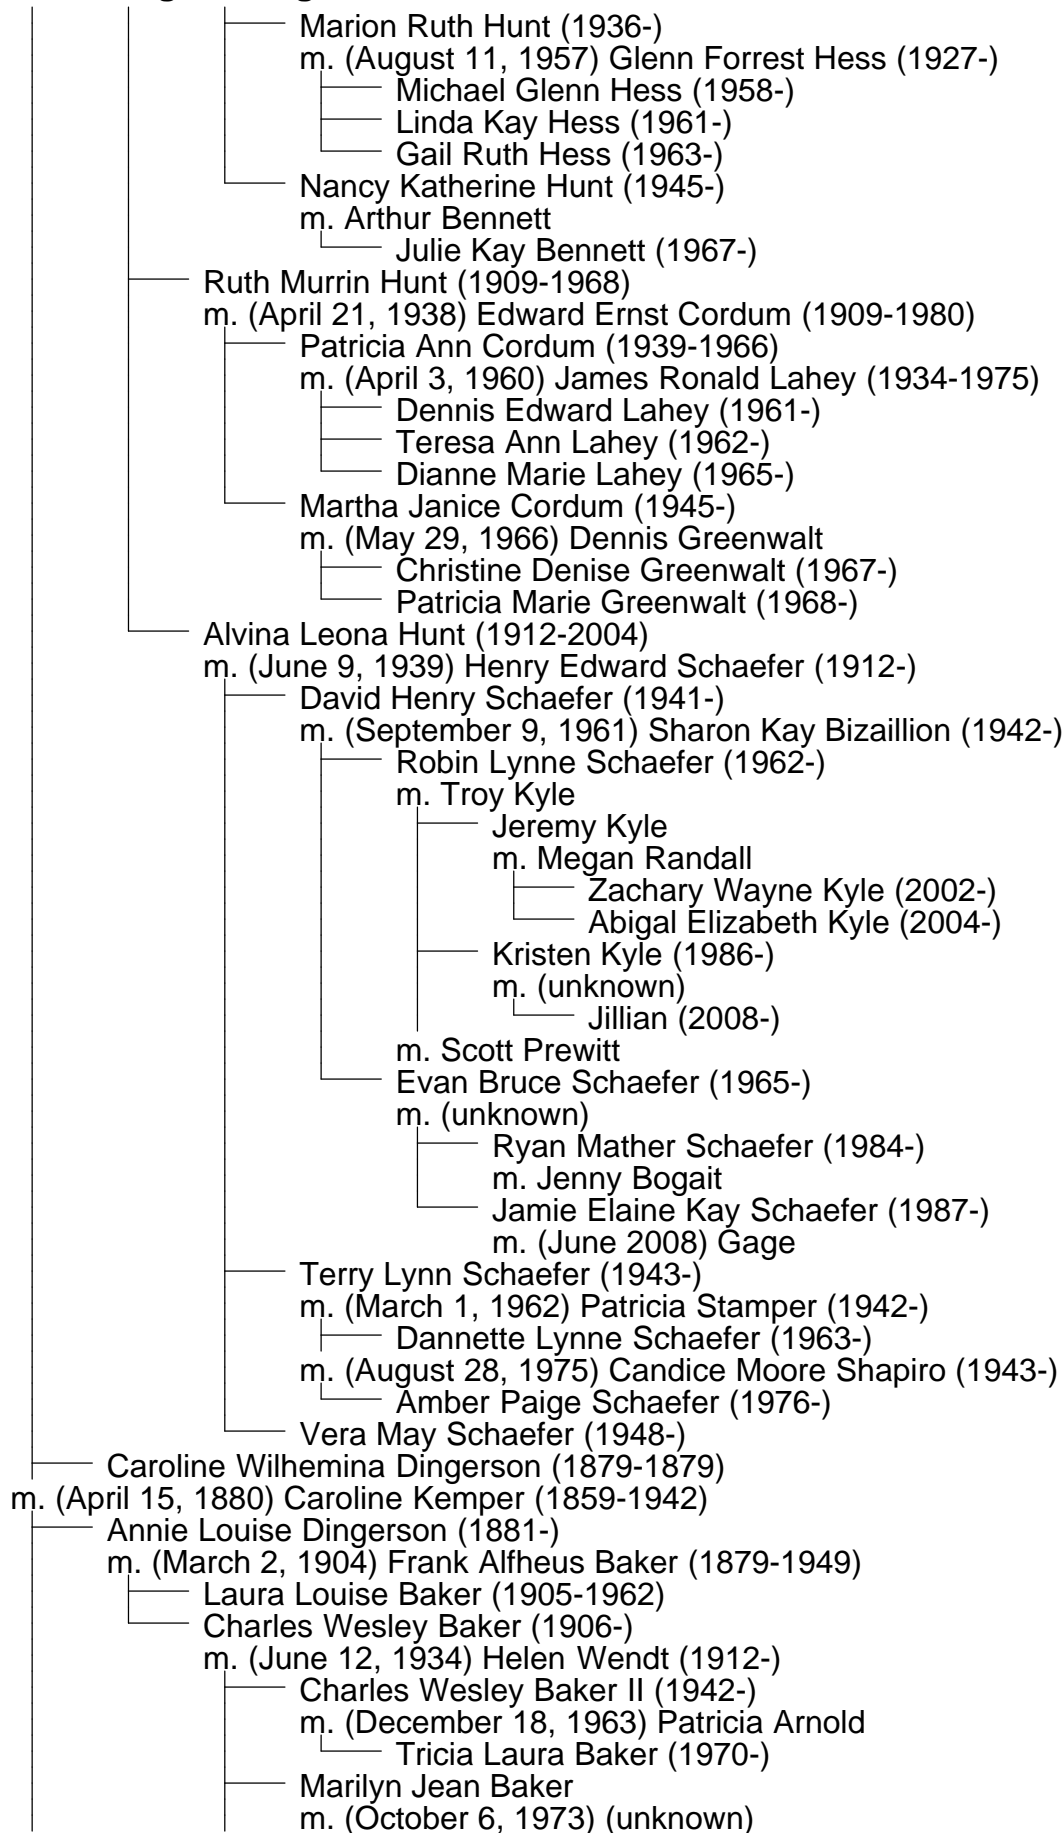 Marion Ruth Hunt (1936-)
m. (August 11, 1957) Glenn Forrest Hess (1927-)
Michael Glenn Hess (1958-)
Linda Kay Hess (1961-)
Gail Ruth Hess (1963-)
Nancy Katherine Hunt (1945-)
m. Arthur Bennett
Julie Kay Bennett (1967-)
Ruth Murrin Hunt (1909-1968)
m. (April 21, 1938) Edward Ernst Cordum (1909-1980)
Patricia Ann Cordum (1939-1966)
m. (April 3, 1960) James Ronald Lahey (1934-1975)
Dennis Edward Lahey (1961-)
Teresa Ann Lahey (1962-)
Dianne Marie Lahey (1965-)
Martha Janice Cordum (1945-)
m. (May 29, 1966) Dennis Greenwalt
Christine Denise Greenwalt (1967-)
Patricia Marie Greenwalt (1968-)
Alvina Leona Hunt (1912-2004)
m. (June 9, 1939) Henry Edward Schaefer (1912-)
David Henry Schaefer (1941-)
m. (September 9, 1961) Sharon Kay Bizaillion (1942-)
Robin Lynne Schaefer (1962-)
m. Troy Kyle
Jeremy Kyle
m. Megan Randall
Zachary Wayne Kyle (2002-)
Abigal Elizabeth Kyle (2004-)
Kristen Kyle (1986-)
m. (unknown)
Jillian (2008-)
m. Scott Prewitt
Evan Bruce Schaefer (1965-)
m. (unknown)
Ryan Mather Schaefer (1984-)
m. Jenny Bogait
Jamie Elaine Kay Schaefer (1987-)
m. (June 2008) Gage
Terry Lynn Schaefer (1943-)
m. (March 1, 1962) Patricia Stamper (1942-)
Dannette Lynne Schaefer (1963-)
m. (August 28, 1975) Candice Moore Shapiro (1943-)
Amber Paige Schaefer (1976-)
Vera May Schaefer (1948-)
Caroline Wilhemina Dingerson (1879-1879)
m. (April 15, 1880) Caroline Kemper (1859-1942)
Annie Louise Dingerson (1881-)
m. (March 2, 1904) Frank Alfheus Baker (1879-1949)
Laura Louise Baker (1905-1962)
Charles Wesley Baker (1906-)
m. (June 12, 1934) Helen Wendt (1912-)
Charles Wesley Baker II (1942-)
m. (December 18, 1963) Patricia Arnold
Tricia Laura Baker (1970-)
Marilyn Jean Baker
m. (October 6, 1973) (unknown)